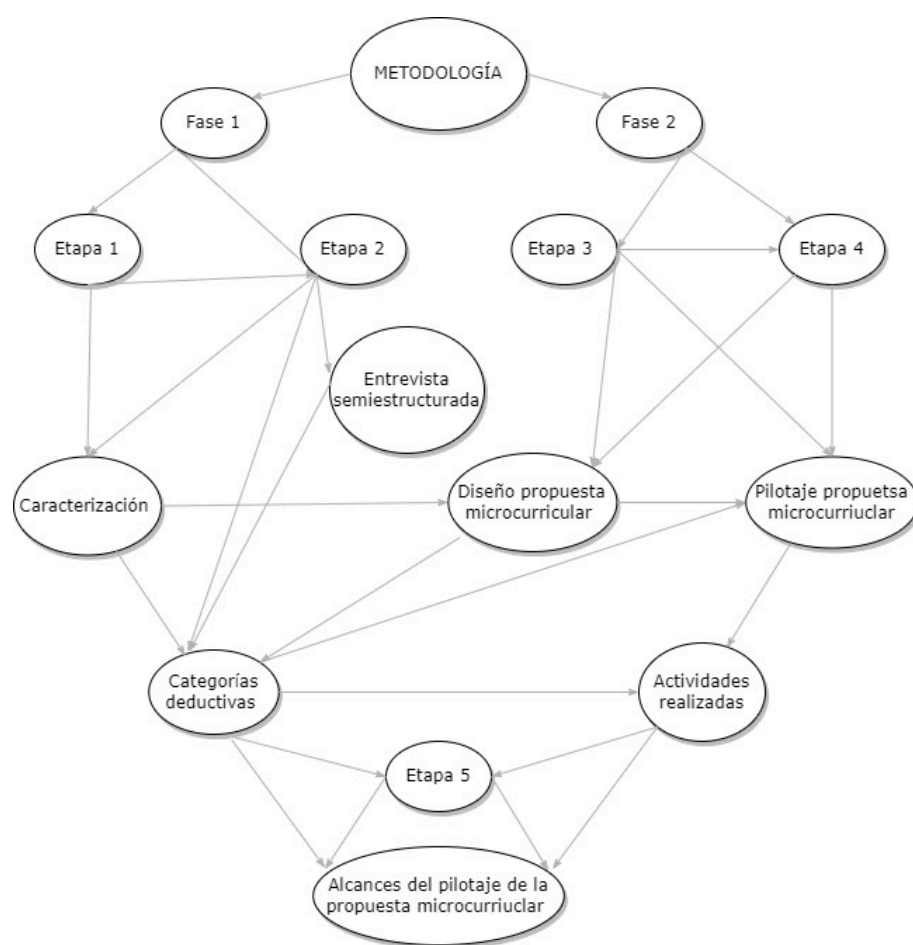 METODOLOGÍA
Fase 1
Fase 2
Etapa 1
Etapa 2
Etapa 3
Etapa 4
Entrevista
semiestructurada
Caracterización
Diseño propuesta
microcurricular
Pilotaje propuetsa
microcurriuclar
Categorías
deductivas
Actividades
realizadas
Etapa 5
Alcances del pilotaje de la
propuesta microcurriuclar